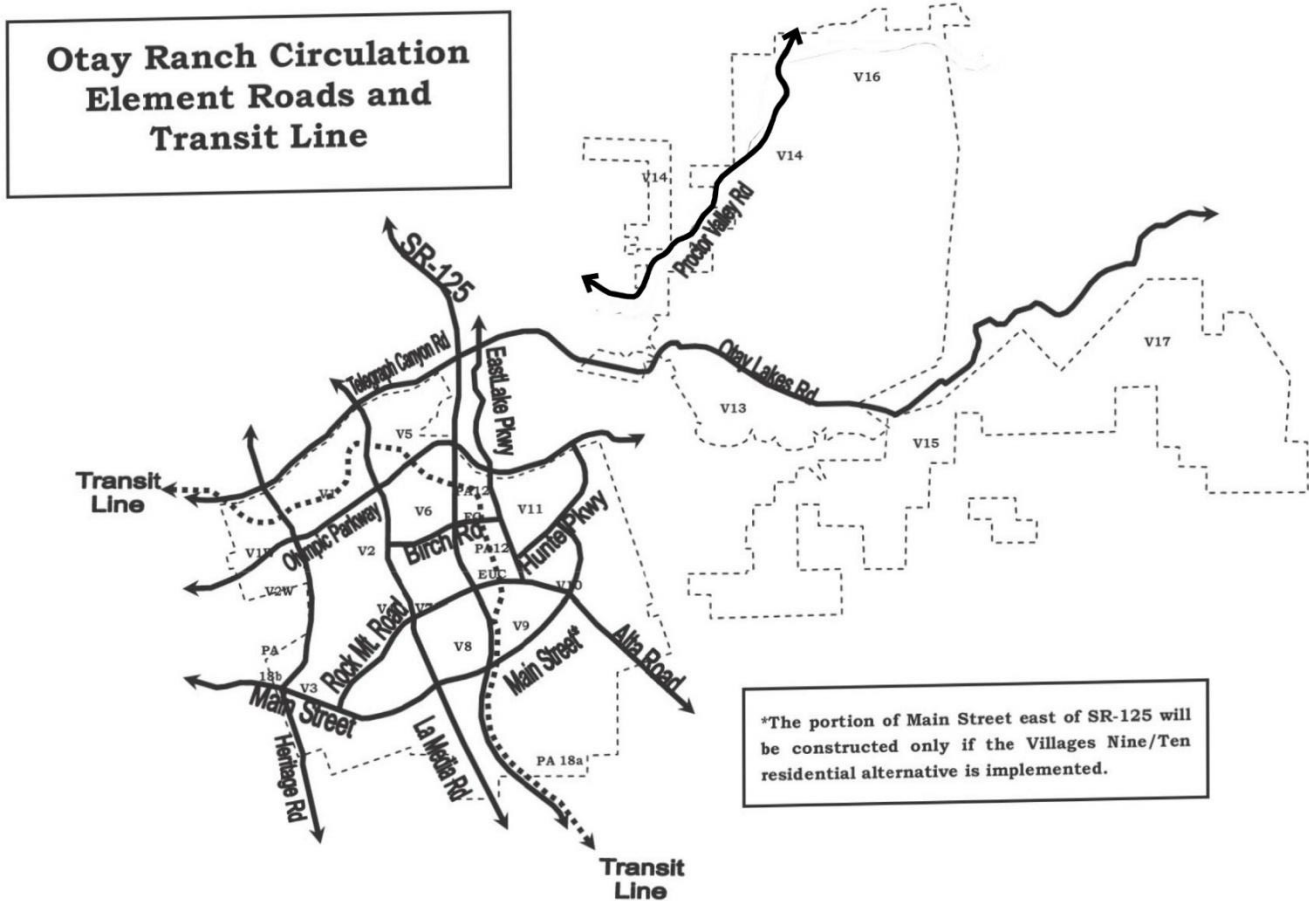 Otay Ranch Circulation
Element Roads and
Transit Line
V16
V14
V14
Proctor Valley Rd
SR-125
Telegraph Canyon Rd
EastLake Pkwy
Otay Lakes Rd
V17
V13
V15
V5
Transit
Line
V1
PA12
V6
V11
Olympic Parkway
Birch Rd
Hunte Pkwy
V2
PA12
EUC
V2W
V10
V7
Rock Mt. Road
V9
V8
Main Street*
Alta Road
PA
18b
V3
Main Street
Heritage Rd
La Media Rd
PA 18a
*The portion of Main Street east of SR-125 will
be constructed only if the Villages Nine/Ten
residential alternative is implemented.
Transit
Line